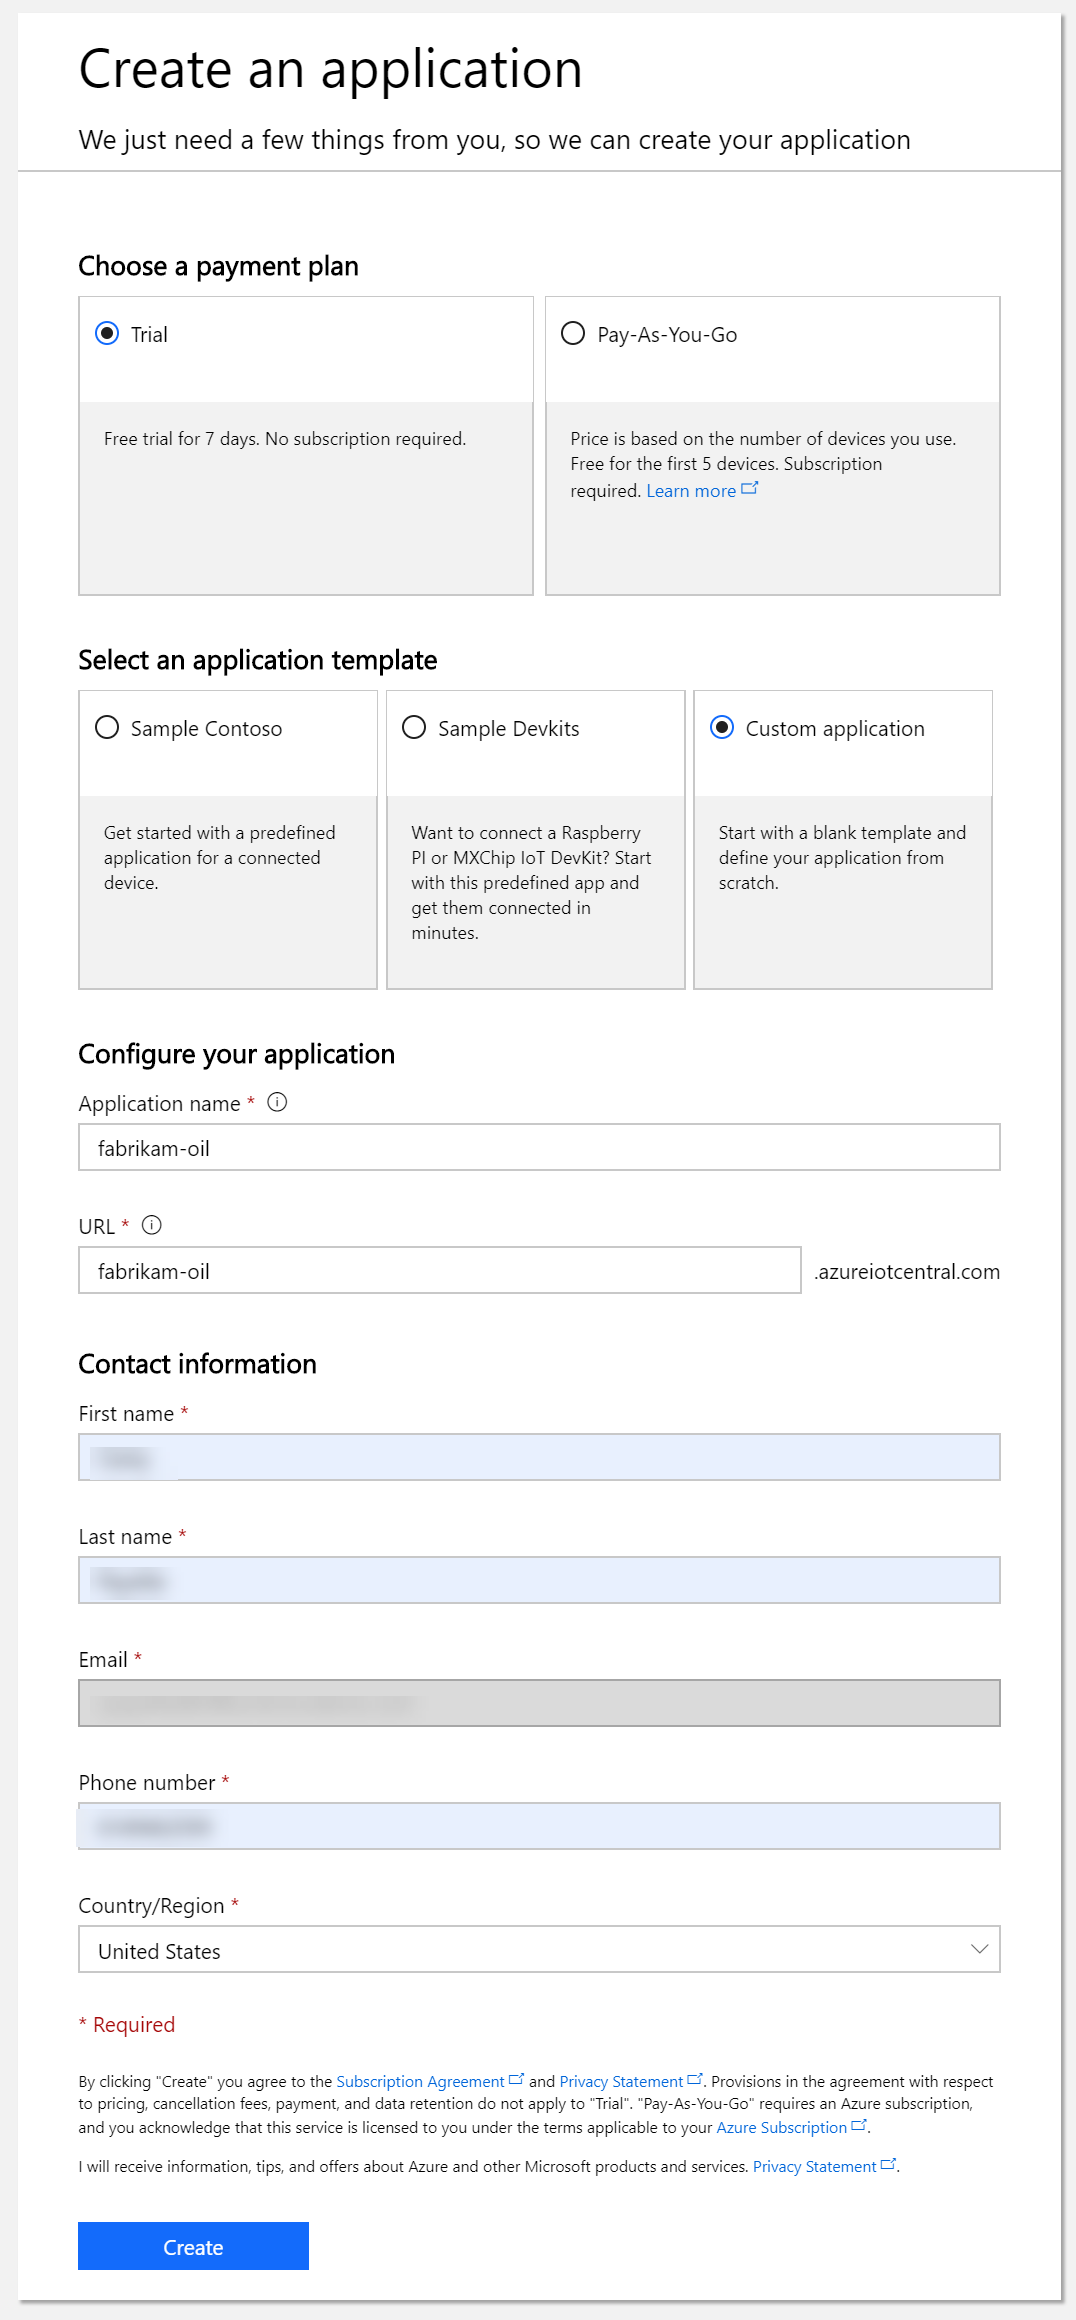 Create an application
We just need a few things from you, so we can create your application
Choose a payment plan
Trial
Free trial for 7 days. No subscription required.
Pay-As-You-Go
Price is based on the number of devices you use.
Free for the first 5 devices. Subscription
required. Learn more
Select an application template
Sample Contoso
Get started with a predefined
application for a connected
device.
Sample Devkits
Want to connect a Raspberry
PI or MXChip IoT DevKit? Start
with this predefined app and
get them connected in
minutes.
Custom application
Start with a blank template and
define your application from
scratch.
Configure your application
Application name *
fabrikam-oil
URL *
fabrikam-oil
.azureiotcentral.com
Contact information
First name *
Last name *
Email *
Phone number *
Country/Region *
United States
* Required
By clicking "Create" you agree to the Subscription Agreement and Privacy Statement. Provisions in the agreement with respect
to pricing, cancellation fees, payment, and data retention do not apply to "Trial". "Pay-As-You-Go" requires an Azure subscription,
and you acknowledge that this service is licensed to you under the terms applicable to your Azure Subscription.
I will receive information, tips, and offers about Azure and other Microsoft products and services. Privacy Statement.
Create